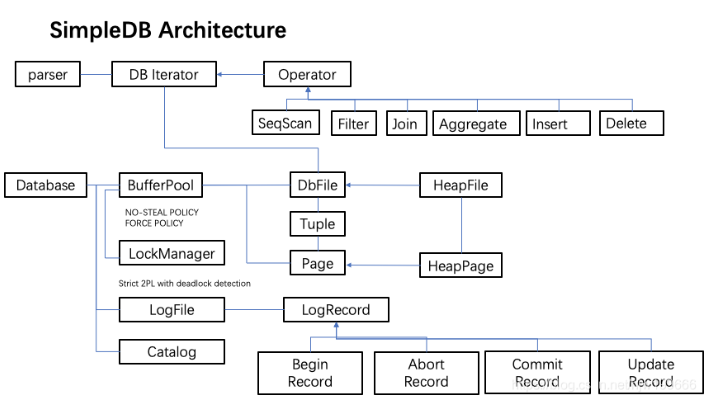 SimpleDB Architecture
parser
DB Iterator
Operator
SeqScan
Filter
Join
Aggregate
Insert
Delete
Database
BufferPool
DbFile
HeapFile
NO-STEAL POLICY
FORCE POLICY
Tuple
LockManager
Page
HeapPage
Strict 2PL with deadlock detection
LogFile
LogRecord
Catalog
Begin
Record
Abort
Record
Commit
Record
Update
Record